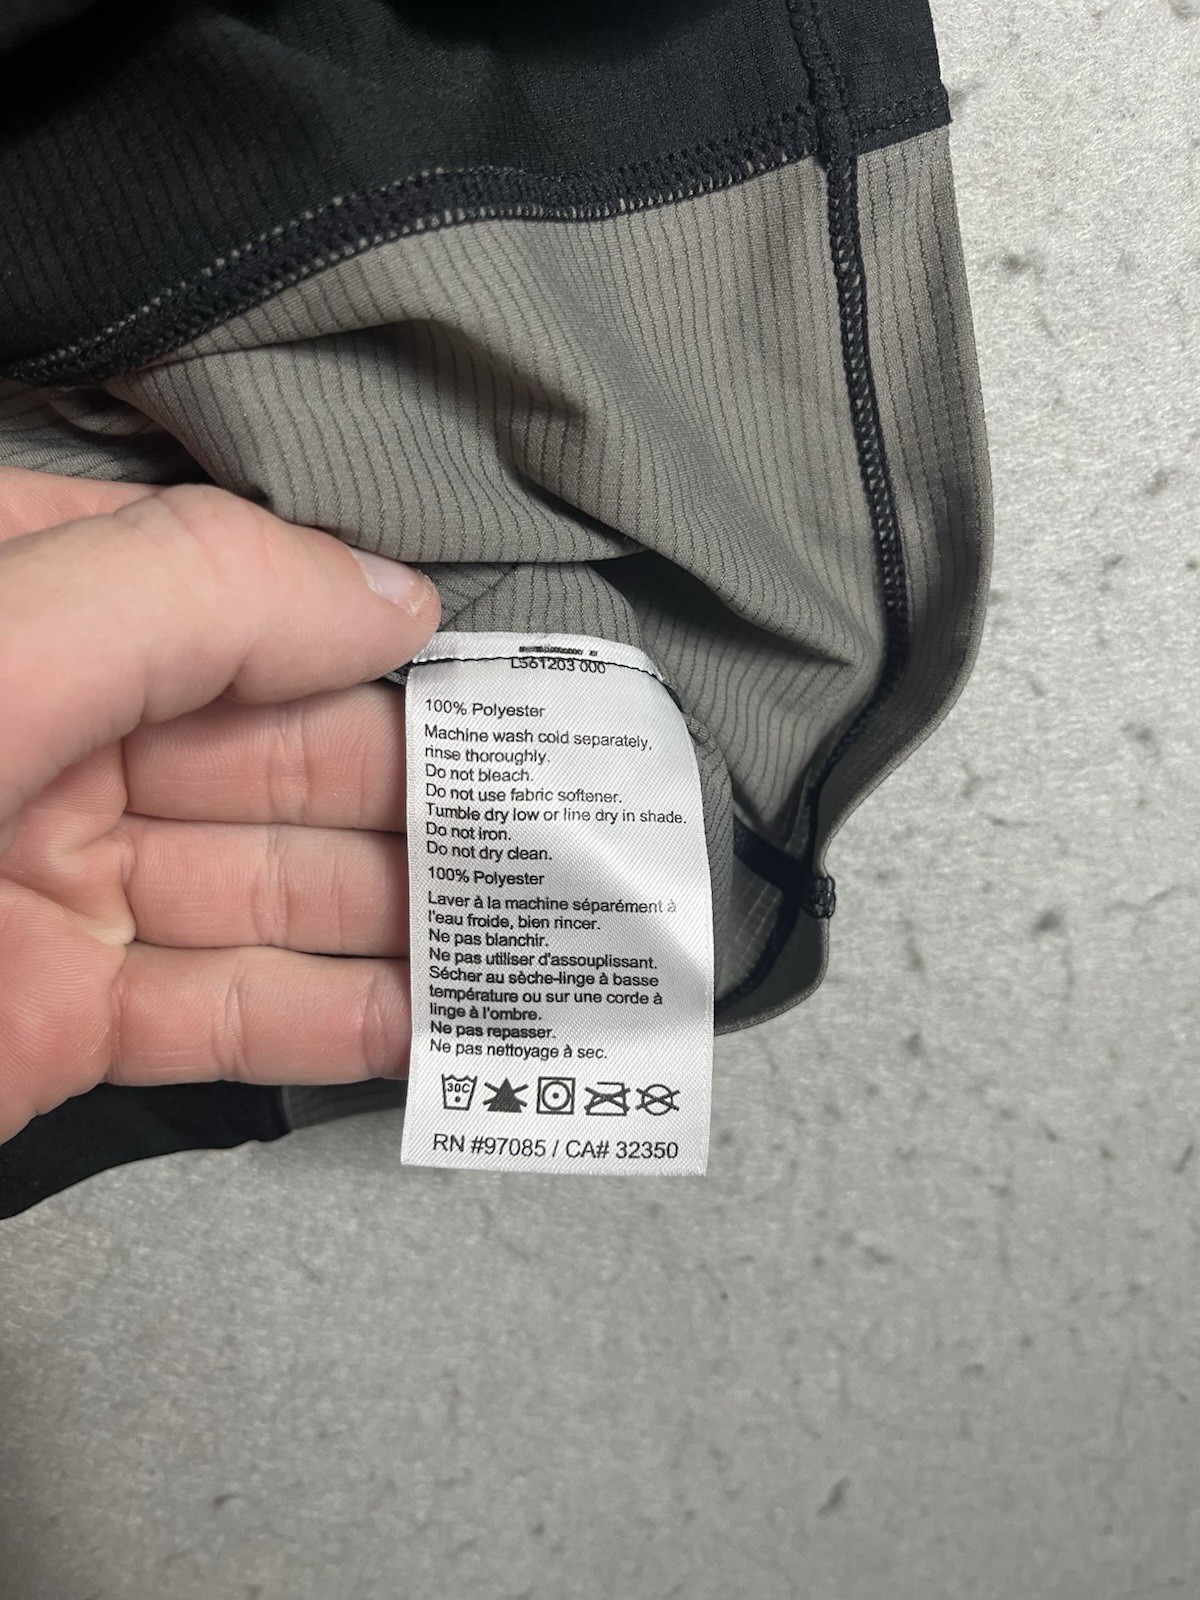 L561203 000
100% Polyester
Machine wash cold separately,
rinse thoroughly.
Do not bleach.
Do not use fabric softener.
Tumble dry low or line dry in shade.
Do not iron.
Do not dry clean.
100% Polyester
Laver à la machine séparément à
l'eau froide, bien rincer.
Ne pas blanchir.
Ne pas utiliser d'assouplissant.
Sécher au sèche-linge à basse
température ou sur une corde à
linge à l'ombre.
Ne pas repasser.
Ne pas nettoyage à sec.
30C
RN #97085 / CA# 32350